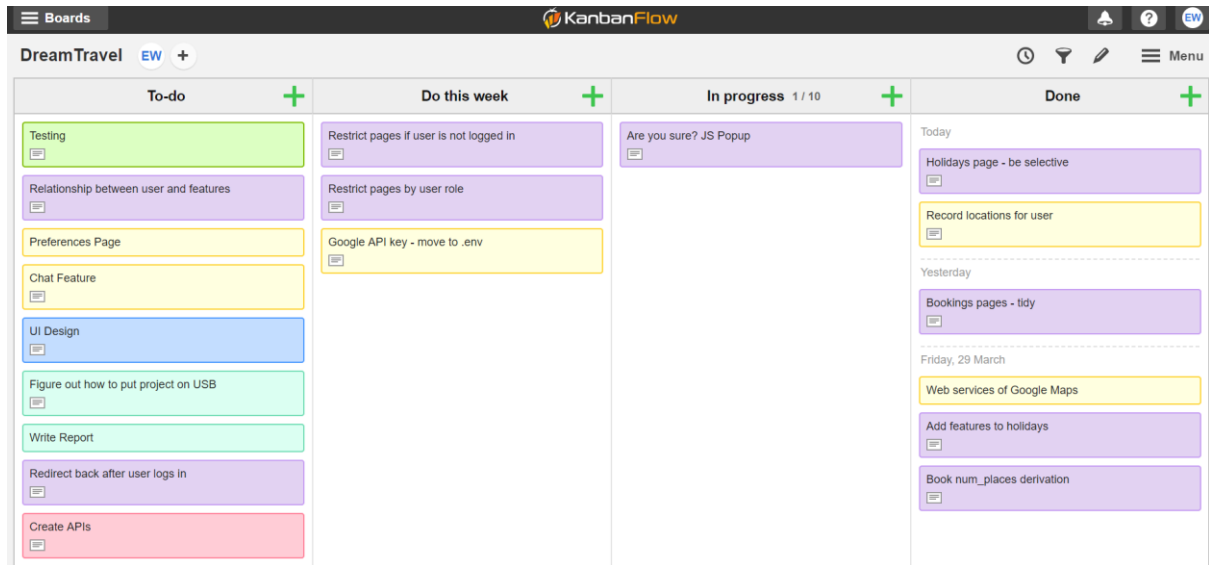 Boards
KanbanFlow
?
EW
DreamTravel
EW
+
Menu
To-do
Testing
Relationship between user and features
Preferences Page
Chat Feature
UI Design
Figure out how to put project on USB
Write Report
Redirect back after user logs in
Create APIs
Do this week
Restrict pages if user is not logged in
Restrict pages by user role
Google API key - move to .env
In progress 1 / 10
Are you sure? JS Popup
Done
Today
Holidays page - be selective
Record locations for user
Yesterday
Bookings pages - tidy
Friday, 29 March
Web services of Google Maps
Add features to holidays
Book num_places derivation